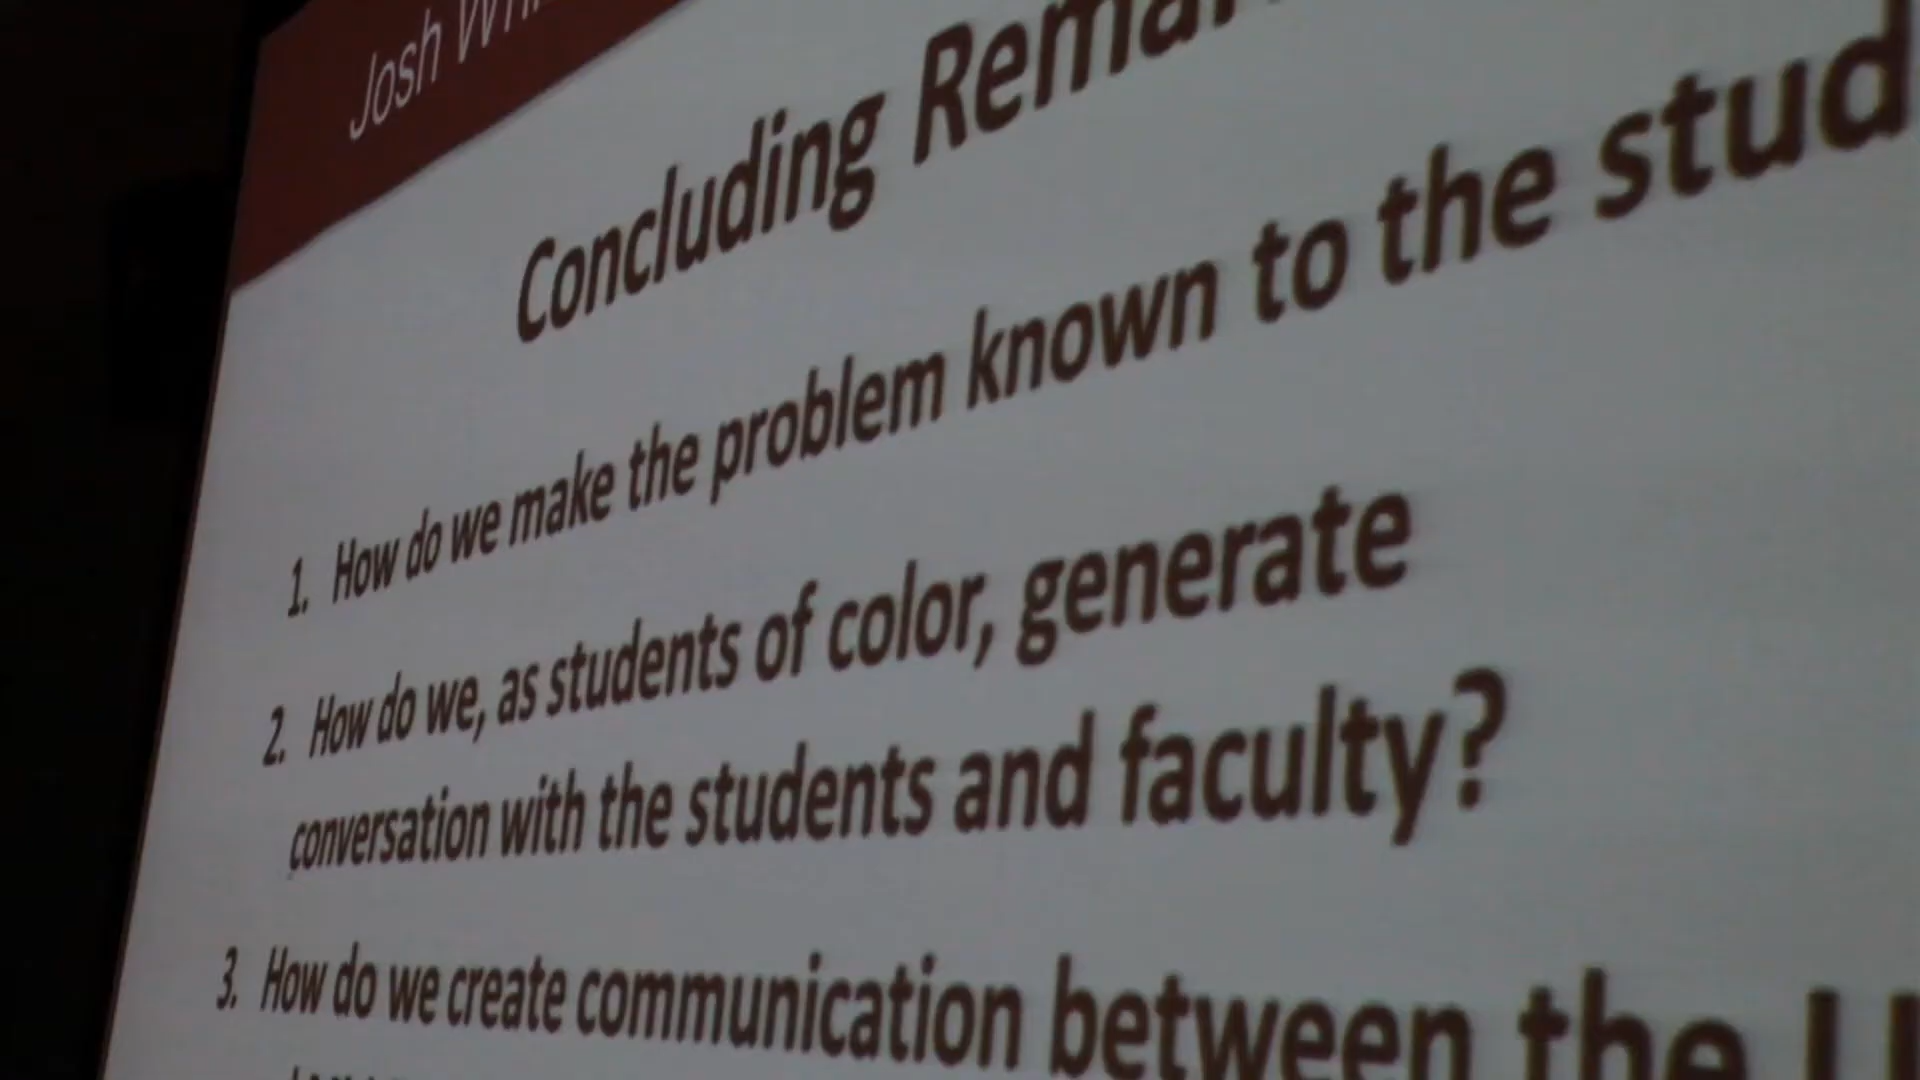 Josh
Concluding
1. How do we make the problem known to the
2. How do we, as students of color, generate
conversation with the students and faculty?
3. How do we create communication between the